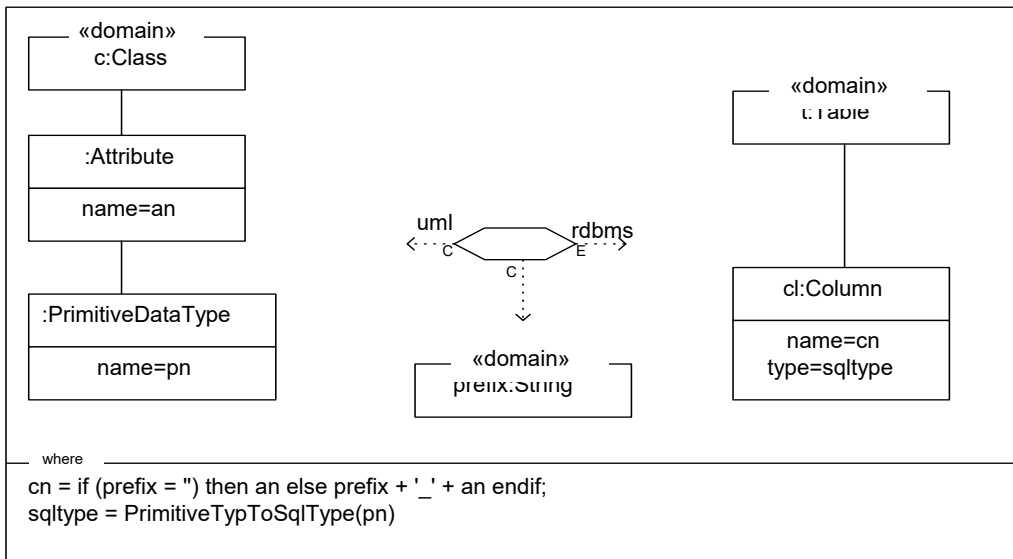 «domain»
c:Class
:Attribute
name=an
:PrimitiveDataType
name=pn
uml
rdbms
C
E
C
«domain»
prefix:String
«domain»
t:Table
cl:Column
name=cn
type=sqltype
where
cn = if (prefix = '') then an else prefix + '_' + an endif;
sqltype = PrimitiveTypToSqlType(pn)